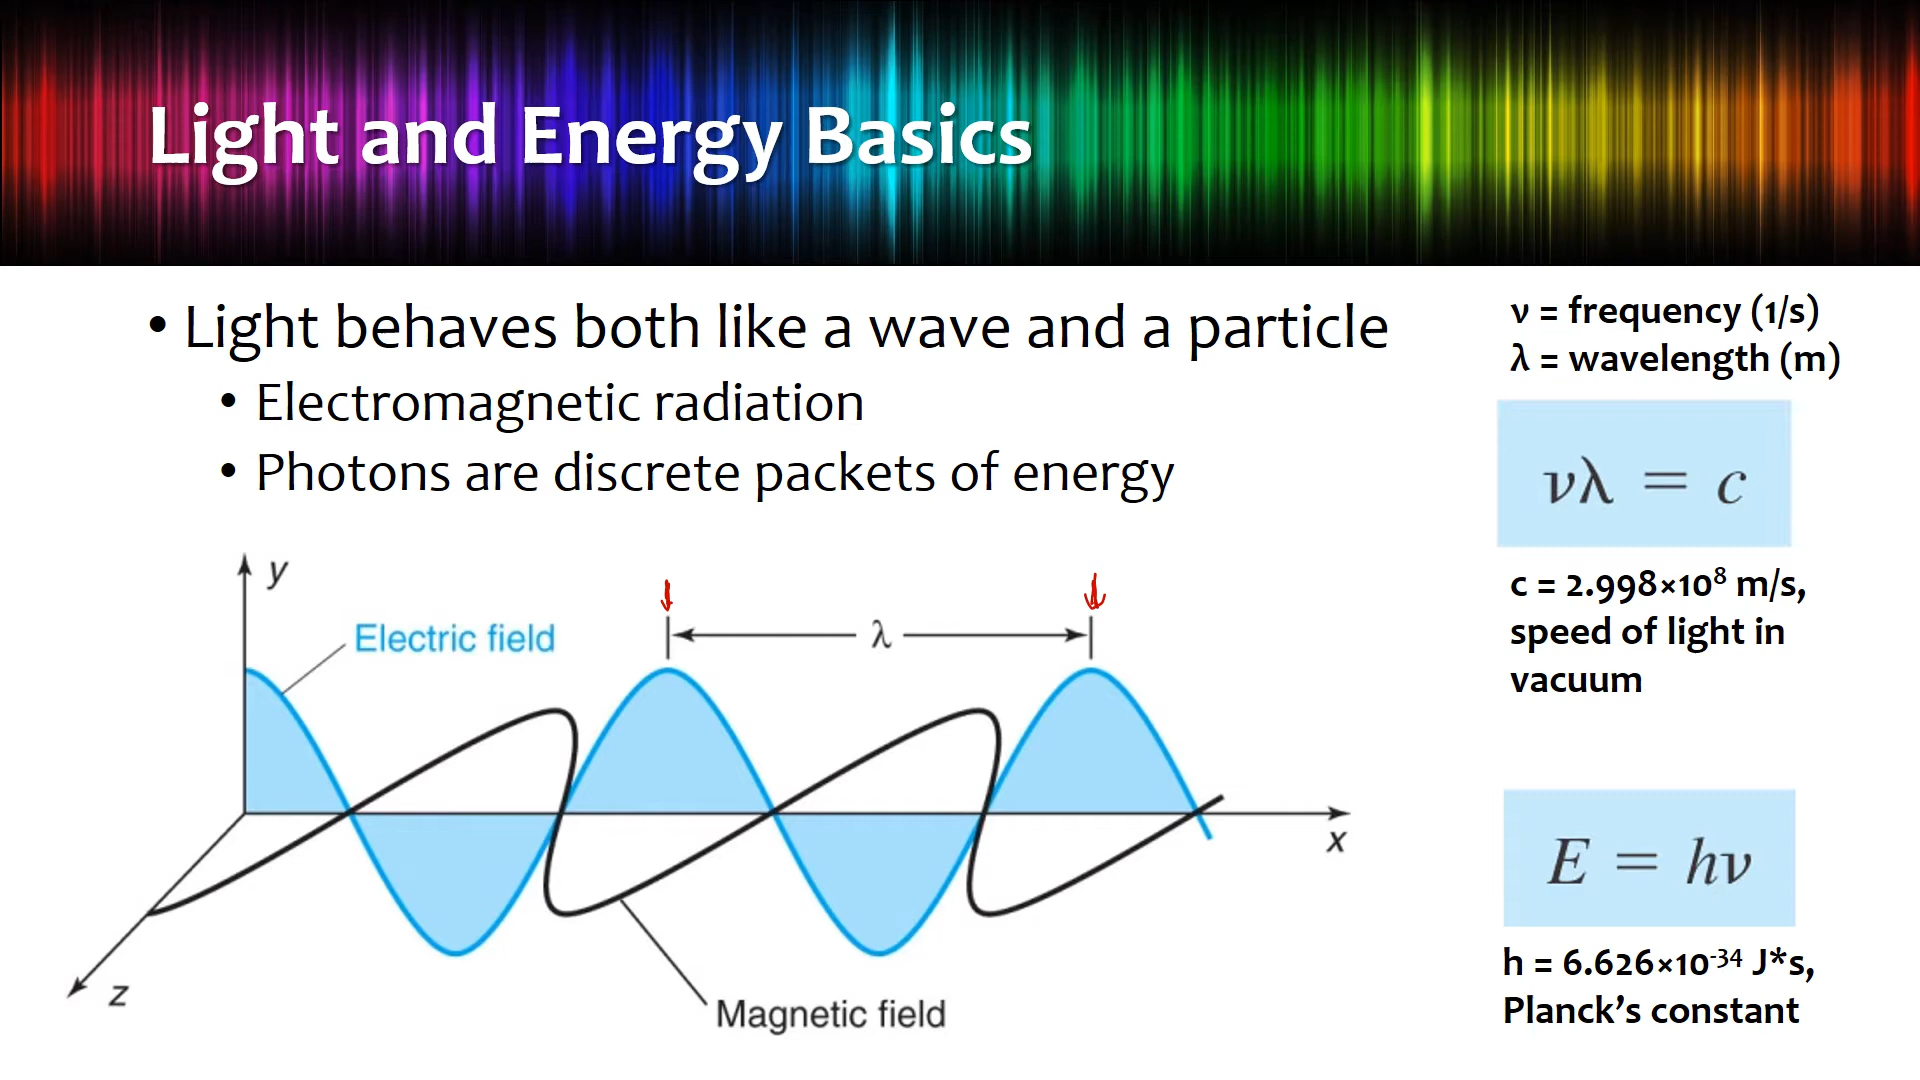 Light and Energy Basics
• Light behaves both like a wave and a particle
• Electromagnetic radiation
• Photons are discrete packets of energy
ν = frequency (1/s)
λ = wavelength (m)
νλ = c
c = 2.998×10⁸ m/s,
speed of light in
vacuum
E = hν
h = 6.626×10⁻³⁴ J*s,
Planck’s constant
y
Electric field
λ
x
z
Magnetic field